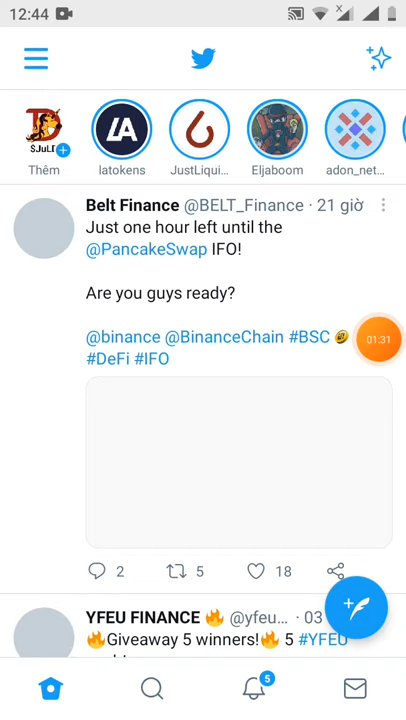 12:44
Thêm
latokens
JustLiqui...
Eljaboom
adon_net...
Belt Finance @BELT_Finance · 21 giờ
Just one hour left until the
@PancakeSwap IFO!
Are you guys ready?
@binance @BinanceChain #BSC
#DeFi #IFO
01:31
2 5 18
YFEU FINANCE 🔥 @yfeu... · 03
🔥Giveaway 5 winners!🔥 5 #YFEU
5